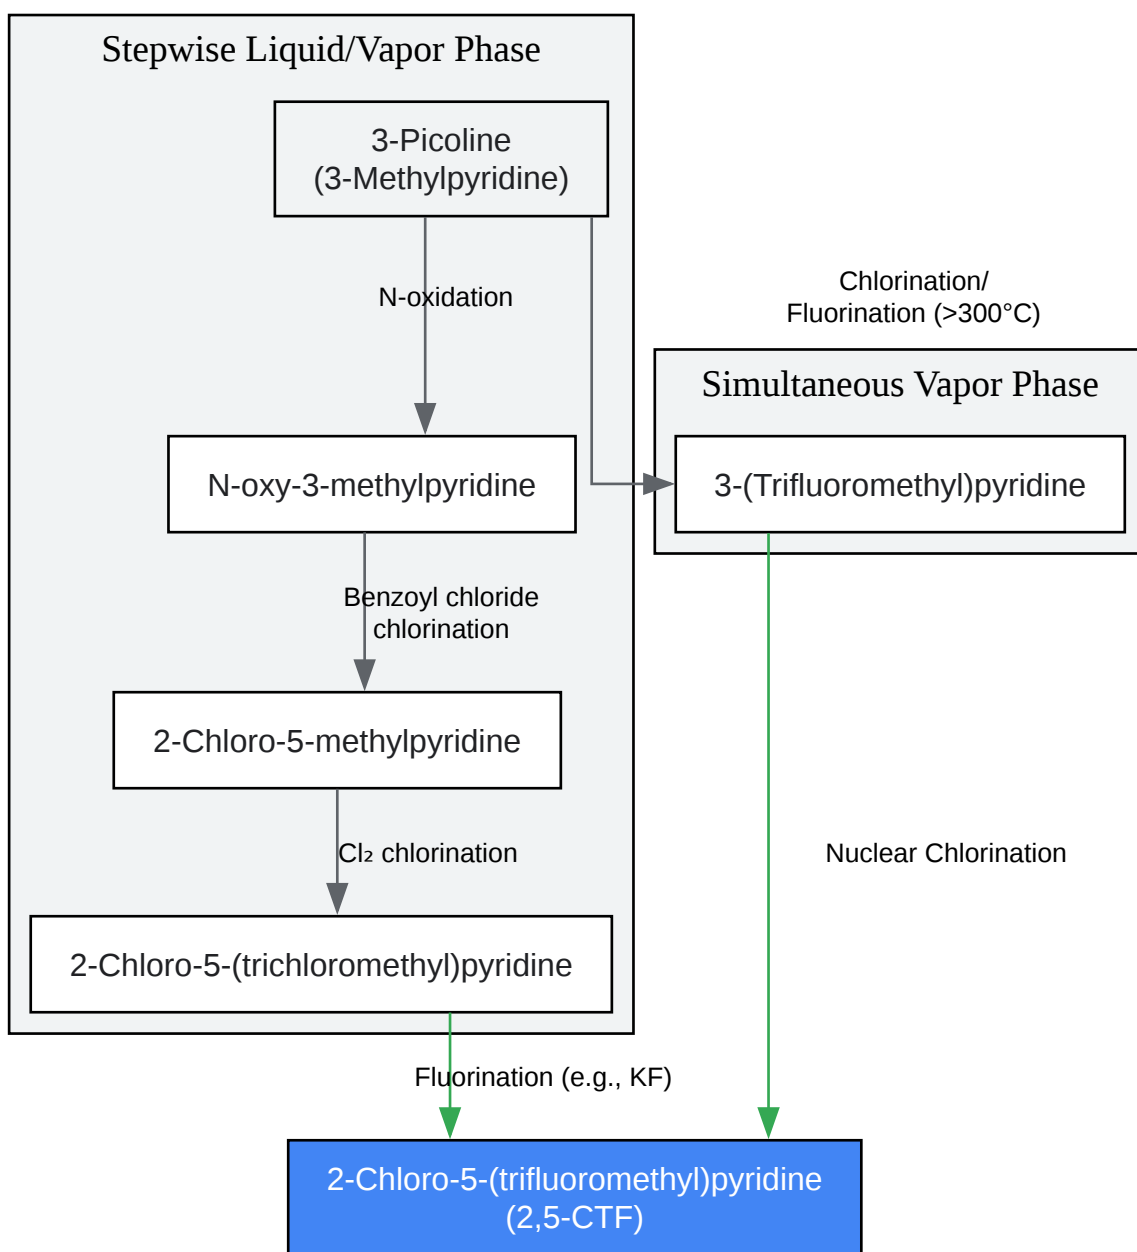 Stepwise Liquid/Vapor Phase
3-Picoline
(3-Methylpyridine)
N-oxidation
Chlorination/
Fluorination (>300°C)
Simultaneous Vapor Phase
N-oxy-3-methylpyridine
3-(Trifluoromethyl)pyridine
Benzoyl chloride
chlorination
2-Chloro-5-methylpyridine
Cl₂ chlorination
Nuclear Chlorination
2-Chloro-5-(trichloromethyl)pyridine
Fluorination (e.g., KF)
2-Chloro-5-(trifluoromethyl)pyridine
(2,5-CTF)